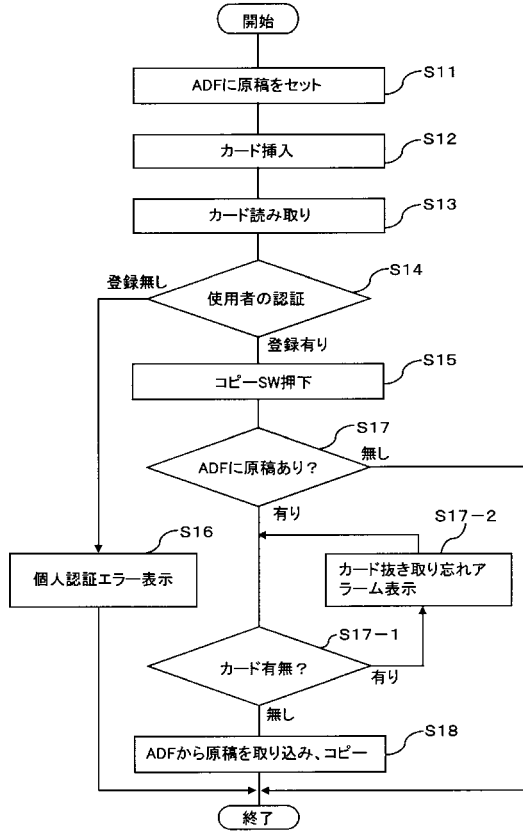 開始
ADFに原稿をセット
S11
カード挿入
S12
カード読み取り
S13
使用者の認証
S14
登録無し
登録有り
コピーSW押下
S15
ADFに原稿あり？
S17
無し
有り
個人認証エラー表示
S16
カード抜き取り忘れア
ラーム表示
S17-2
カード有無？
S17-1
有り
無し
ADFから原稿を取り込み、コピー
S18
終了